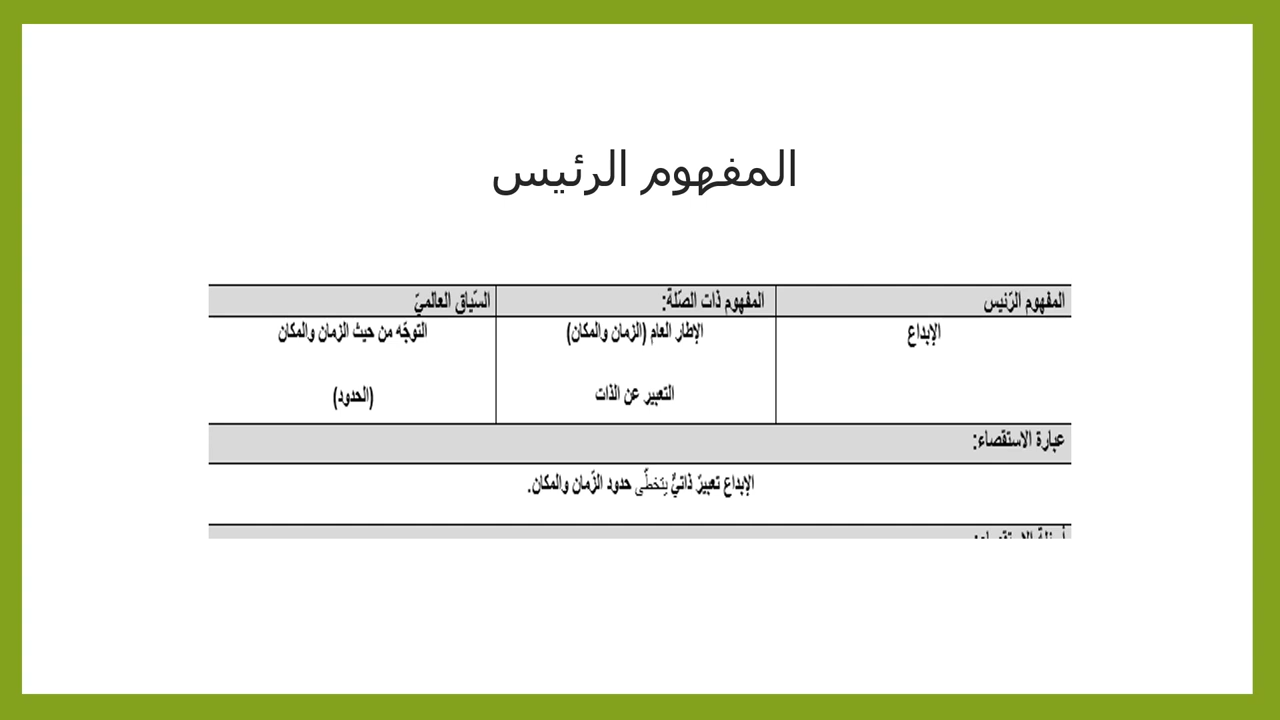 المفهوم الرئيس
المفهوم الرّئيس
المفهوم ذات الصّلة:
السّياق العالميّ
الإبداع
الإطار العام (الزمان والمكان)
التعبير عن الذات
التوجّه من حيث الزمان والمكان
(الحدود)
عبارة الاستقصاء:
الإبداع تعبيرٌ ذاتيٌّ يتخطّى حدود الزّمان والمكان.